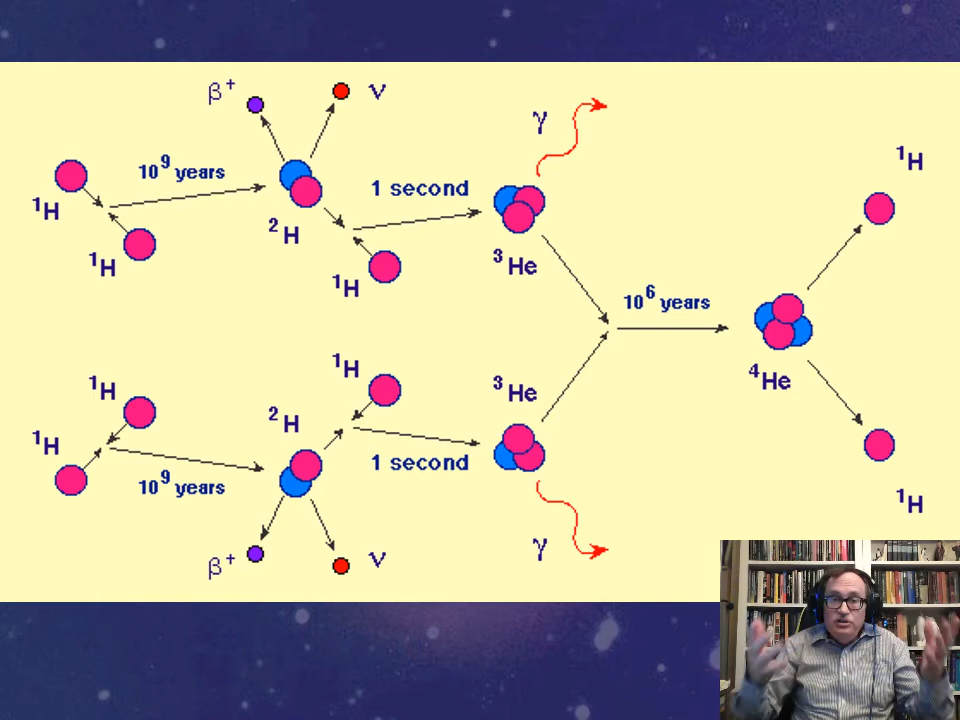 β⁺ ν
γ
¹H
10⁹ years
1 second
¹H
²H
¹H
³He
¹H
10⁶ years
¹H
¹H
³He
⁴He
¹H
²H
1 second
10⁹ years
¹H
β⁺ ν
γ